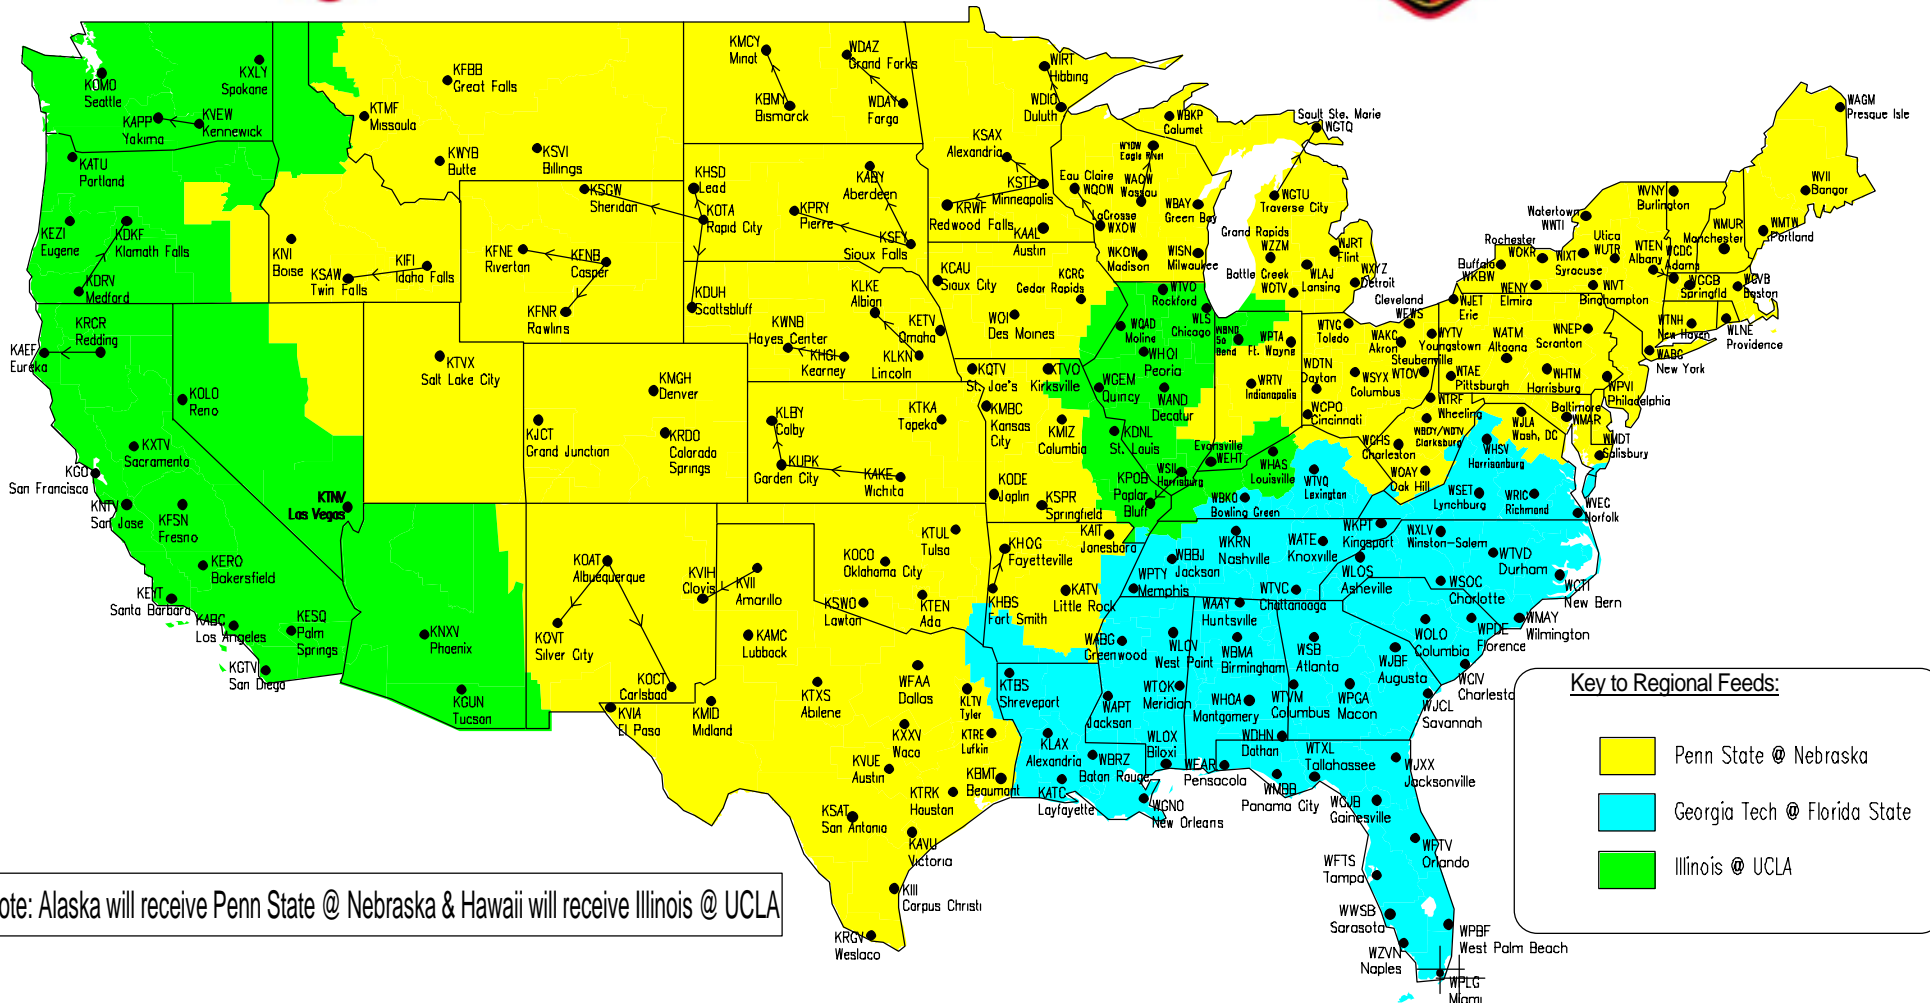 KOMO
Seattle
KXLY
Spokane
KAPP
Yakima
KVEW
Kennewick
KATU
Portland
KEZI
Eugene
KDKF
Klamath Falls
KDRV
Medford
KFBB
Great Falls
KTMF
Missoula
KWYB
Butte
KSVI
Billings
KSGW
Sheridan
KIFI
Idaho Falls
KSAW
Twin Falls
KNI
Boise
KFNE
Riverton
KFNB
Casper
KFNR
Rawlins
KMCY
Minot
WDAZ
Grand Forks
KBMY
Bismarck
WDAY
Fargo
KHSD
Lead
KOTA
Rapid City
KPRY
Pierre
KABY
Aberdeen
KSFY
Sioux Falls
KDUH
Scottsbluff
KLKE
Albion
KWNB
Hayes Center
KHGI
Kearney
KLKN
Lincoln
KETV
Omaha
WIRT
Hibbing
WDIO
Duluth
KSAX
Alexandria
KSTP
Minneapolis
KRWF
Redwood Falls
KAAL
Austin
KCAU
Sioux City
KCRG
Cedar Rapids
WOI
Des Moines
WBKP
Calumet
WYOW
Eagle River
Eau Claire
WQOW
WAOW
Wausau
LaCrosse
WXOW
WBAY
Green Bay
WKOW
Madison
WISN
Milwaukee
Sault Ste. Marie
WGTQ
WGTU
Traverse City
Grand Rapids
WZZM
Battle Creek
WOTV
WJRT
Flint
WLAJ
Lansing
WXYZ
Detroit
WAGM
Presque Isle
WVII
Bangor
WMTW
Portland
WVNY
Burlington
WMUR
Manchester
Watertown
WWTI
Utica
WUTR
Rochester
WOKR
WIXT
Syracuse
WTEN
Albany
WCDC
Adams
WGGB
Springfld
WCVB
Boston
Buffalo
WKBW
WENY
Elmira
WIVT
Binghampton
WJET
Erie
WTNH
New Haven
WLNE
Providence
WABC
New York
KRCR
Redding
KAEF
Eureka
KOLO
Reno
KXTV
Sacramento
KGO
San Francisco
KNTV
San Jose
KFSN
Fresno
KERO
Bakersfield
KEYT
Santa Barbara
KABC
Los Angeles
KESQ
Palm
Springs
KGTV
San Diego
KTNV
Las Vegas
KTVX
Salt Lake City
KNXV
Phoenix
KGUN
Tucson
KJCT
Grand Junction
KMGH
Denver
KRDO
Colorado
Springs
KLBY
Colby
KUPK
Garden City
KAKE
Wichita
KTKA
Topeka
KQTV
St. Joe's
KTVO
Kirksville
KMBC
Kansas
City
KMIZ
Columbia
KODE
Joplin
KSPR
Springfield
KDNL
St. Louis
KPOB
Poplar
Bluff
WTVO
Rockford
WQAD
Moline
WLS
Chicago
WHOI
Peoria
WGEM
Quincy
WAND
Decatur
WSIL
Harrisburg
WBND
So
Bend
WPTA
Ft. Wayne
WRTV
Indianapolis
Evansville
WEHT
WHAS
Louisville
WTVQ
Lexington
WBKO
Bowling Green
WTVG
Toledo
Cleveland
WEWS
WAKC
Akron
WYTV
Youngstown
Steubenville
WTOV
WDTN
Dayton
WSYX
Columbus
WCPO
Cincinnati
WTRF
Wheeling
WBOY/WDTV
Clarksburg
WCHS
Charleston
WOAY
Oak Hill
WATM
Altoona
WTAE
Pittsburgh
WNEP
Scranton
WHTM
Harrisburg
WPVI
Philadelphia
Baltimore
WMAR
WJLA
Wash, DC
WMDT
Salisbury
WHSV
Harrisonburg
WSET
Lynchburg
WRIC
Richmond
WVEC
Norfolk
KOAT
Albuequerque
KOVT
Silver City
KOCT
Carlsbad
KVIH
Clovis
KVII
Amarillo
KVIA
El Paso
KMID
Midland
KAMC
Lubbock
KTXS
Abilene
WFAA
Dallas
KLTV
Tyler
KXXV
Waco
KTRE
Lufkin
KVUE
Austin
KBMT
Beaumont
KTRK
Houston
KSAT
San Antonio
KAVU
Victoria
KIII
Corpus Christi
KRGV
Weslaco
KTUL
Tulsa
KOCO
Oklahoma City
KSWO
Lawton
KTEN
Ada
KHOG
Fayetteville
KHBS
Fort Smith
KAIT
Jonesboro
KATV
Little Rock
KTBS
Shreveport
KLAX
Alexandria
WBRZ
Baton Rouge
KATC
Layfayette
WGNO
New Orleans
WBBJ
Jackson
WPTY
Memphis
WKRN
Nashville
WATE
Knoxville
WKPT
Kingsport
WTVC
Chattanooga
WABG
Greenwood
WLOV
West Point
WTOK
Meridian
WAPT
Jackson
WLOX
Biloxi
WAAY
Huntsville
WBMA
Birmingham
WHOA
Montgomery
WDHN
Dothan
WEAR
Pensacola
WSB
Atlanta
WTVM
Columbus
WPGA
Macon
WJBF
Augusta
WJCL
Savannah
WXLV
Winston-Salem
WTVD
Durham
WLOS
Asheville
WSOC
Charlotte
WCTI
New Bern
WMAY
Wilmington
WOLO
Columbia
WPDE
Florence
WCIV
Charlesto
WTXL
Tallahassee
WMBB
Panama City
WJXX
Jacksonville
WCJB
Gainesville
WFTV
Orlando
WFTS
Tampa
WWSB
Sarasota
WZVN
Naples
WPBF
West Palm Beach
WPLG
Miami
Key to Regional Feeds:
Penn State @ Nebraska
Georgia Tech @ Florida State
Illinois @ UCLA
ote: Alaska will receive Penn State @ Nebraska & Hawaii will receive Illinois @ UCLA